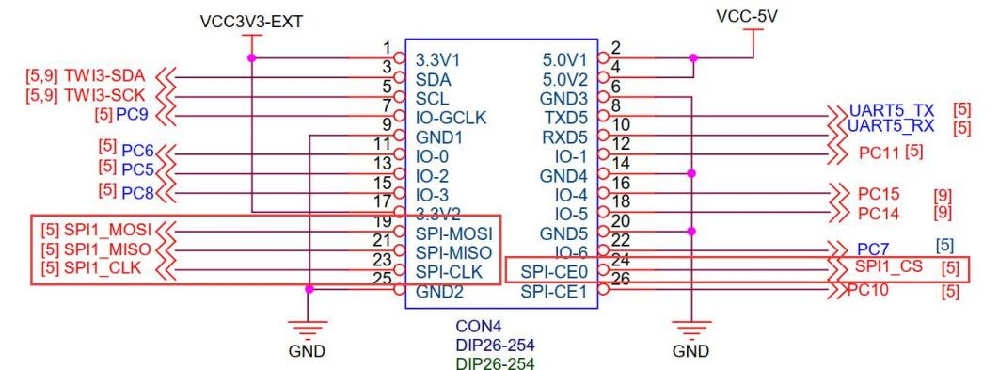 VCC3V3-EXT VCC-5V
1 3.3V1 5.0V1 2
[5,9] TWI3-SDA 3 SDA 5.0V2 4
[5,9] TWI3-SCK 5 SCL GND3 6
[5] PC9 7 IO-GCLK TXD5 8 UART5_TX [5]
9 GND1 RXD5 10 UART5_RX [5]
[5] PC6 11 IO-0 IO-1 12 PC11 [5]
[5] PC5 13 IO-2 GND4 14
[5] PC8 15 IO-3 IO-4 16 PC15 [9]
17 3.3V2 IO-5 18 PC14 [9]
[5] SPI1_MOSI 19 SPI-MOSI GND5 20
[5] SPI1_MISO 21 SPI-MISO IO-6 22 PC7 [5]
[5] SPI1_CLK 23 SPI-CLK SPI-CE0 24 SPI1_CS [5]
25 GND2 SPI-CE1 26 PC10 [5]
CON4
GND DIP26-254 GND
DIP26-254